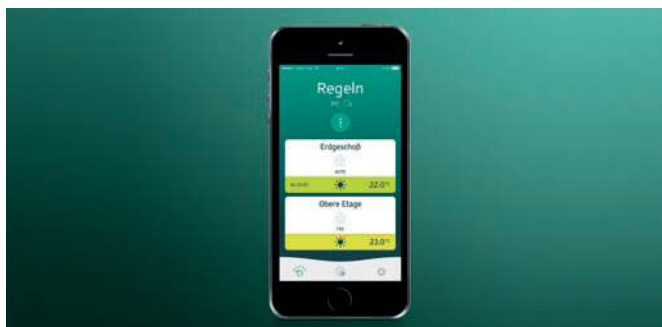 Regeln
Erdgeschoß
AUTO
22.0°C
Obere Etage
TAG
23.0°C